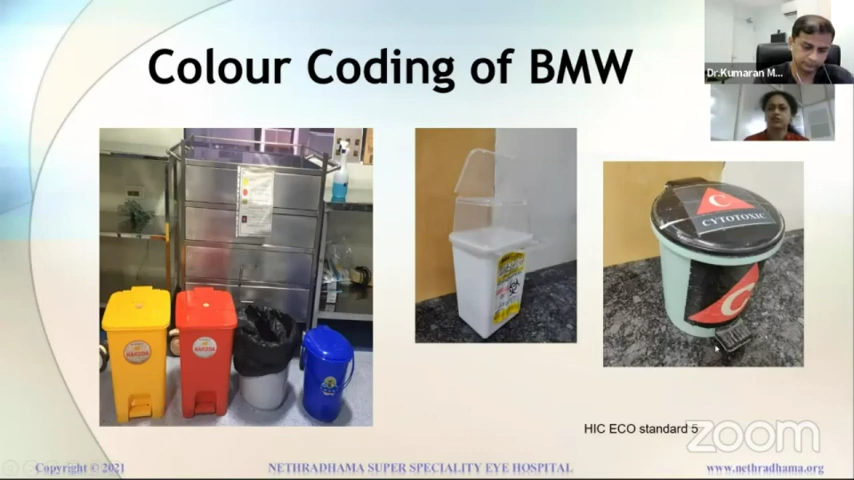 Colour Coding of BMW
Dr.Kumaran M...
C
CYTOTOXIC
C
HIC ECO standard 5
zoom
Copyright © 2021
NETHRADHAMA SUPER SPECIALITY EYE HOSPITAL
www.nethradhama.org